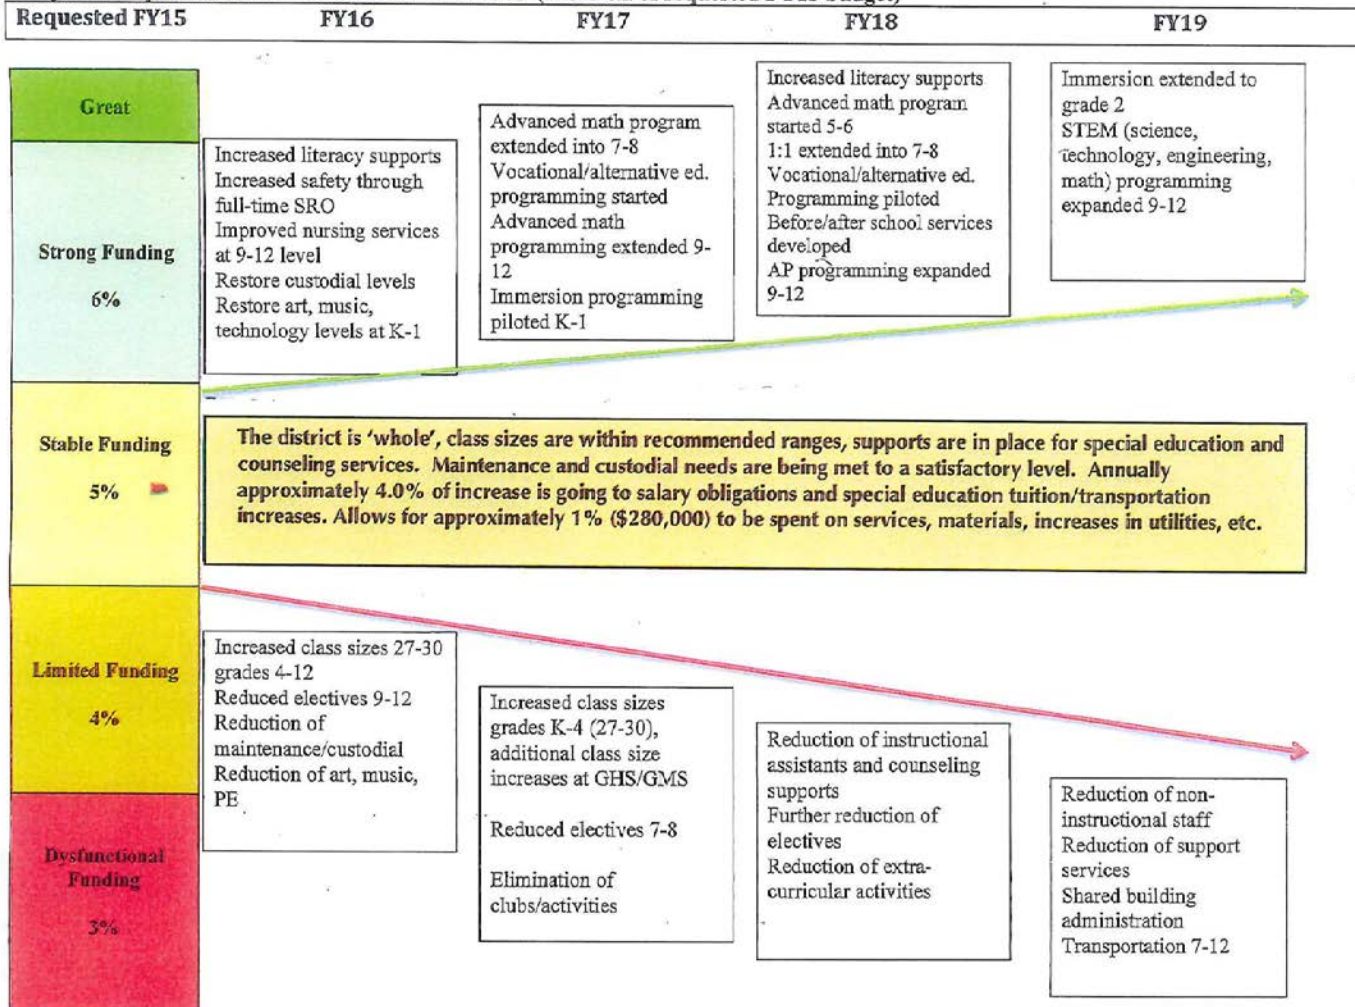 Requested FY15 FY16 FY17 FY18 FY19
Great
Strong Funding
6%
Stable Funding
5%
Limited Funding
4%
Dysfunctional
Funding
3%
Increased literacy supports
Increased safety through
full-time SRO
Improved nursing services
at 9-12 level
Restore custodial levels
Restore art, music,
technology levels at K-1
Advanced math program
extended into 7-8
Vocational/alternative ed.
programming started
Advanced math
programming extended 9-
12
Immersion programming
piloted K-1
Increased literacy supports
Advanced math program
started 5-6
1:1 extended into 7-8
Vocational/alternative ed.
Programming piloted
Before/after school services
developed
AP programming expanded
9-12
Immersion extended to
grade 2
STEM (science,
technology, engineering,
math) programming
expanded 9-12
The district is 'whole', class sizes are within recommended ranges, supports are in place for special education and
counseling services. Maintenance and custodial needs are being met to a satisfactory level. Annually
approximately 4.0% of increase is going to salary obligations and special education tuition/transportation
increases. Allows for approximately 1% ($280,000) to be spent on services, materials, increases in utilities, etc.
Increased class sizes 27-30
grades 4-12
Reduced electives 9-12
Reduction of
maintenance/custodial
Reduction of art, music,
PE
Increased class sizes
grades K-4 (27-30),
additional class size
increases at GHS/GMS
Reduced electives 7-8
Elimination of
clubs/activities
Reduction of instructional
assistants and counseling
supports
Further reduction of
electives
Reduction of extra-
curricular activities
Reduction of non-
instructional staff
Reduction of support
services
Shared building
administration
Transportation 7-12